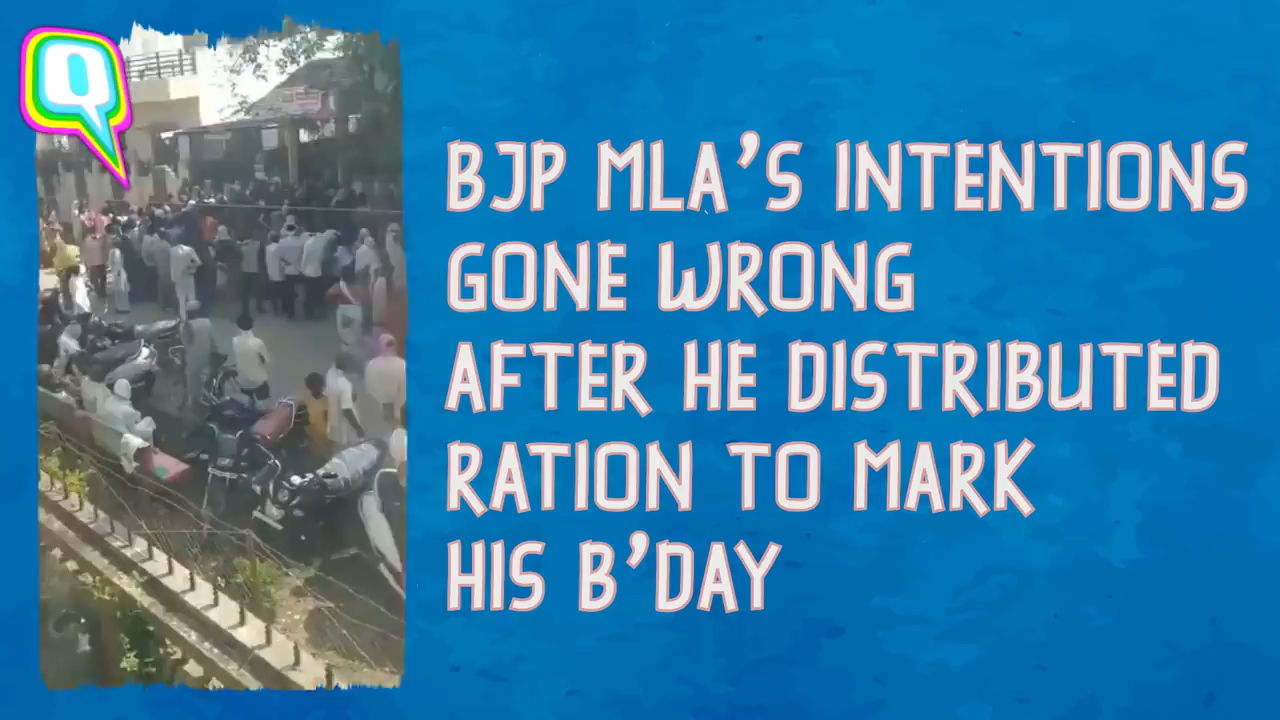 Q
BJP MLA'S INTENTIONS
GONE WRONG
AFTER HE DISTRIBUTED
RATION TO MARK
HIS B'DAY